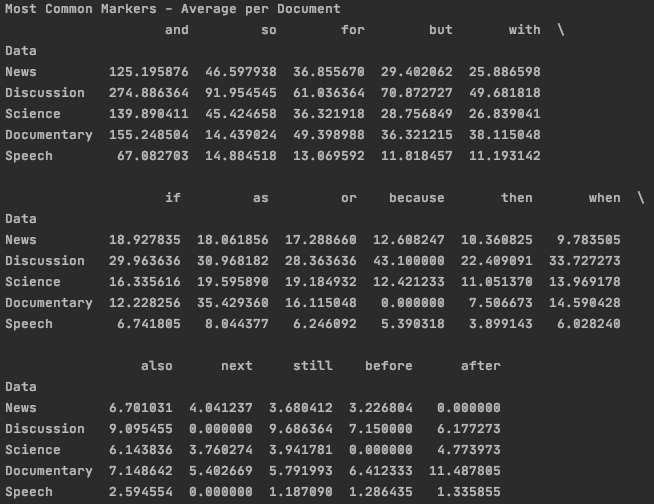 Most Common Markers – Average per Document
and so for but with \
Data
News 125.195876 46.597938 36.855670 29.402062 25.886598
Discussion 274.886364 91.954545 61.036364 70.872727 49.681818
Science 139.890411 45.424658 36.321918 28.756849 26.839041
Documentary 155.248504 14.439024 49.398988 36.321215 38.115048
Speech 67.082703 14.884518 13.069592 11.818457 11.193142
if as or because then when \
Data
News 18.927835 18.061856 17.288660 12.608247 10.360825 9.783505
Discussion 29.963636 30.968182 28.363636 43.100000 22.409091 33.727273
Science 16.335616 19.595890 19.184932 12.421233 11.051370 13.969178
Documentary 12.228256 35.429360 16.115048 0.000000 7.506673 14.590428
Speech 6.741805 8.044377 6.246092 5.390318 3.899143 6.028240
also next still before after
Data
News 6.701031 4.041237 3.680412 3.226804 0.000000
Discussion 9.095455 0.000000 9.686364 7.150000 6.177273
Science 6.143836 3.760274 3.941781 0.000000 4.773973
Documentary 7.148642 5.402669 5.791993 6.412333 11.487805
Speech 2.594554 0.000000 1.187090 1.286435 1.335855